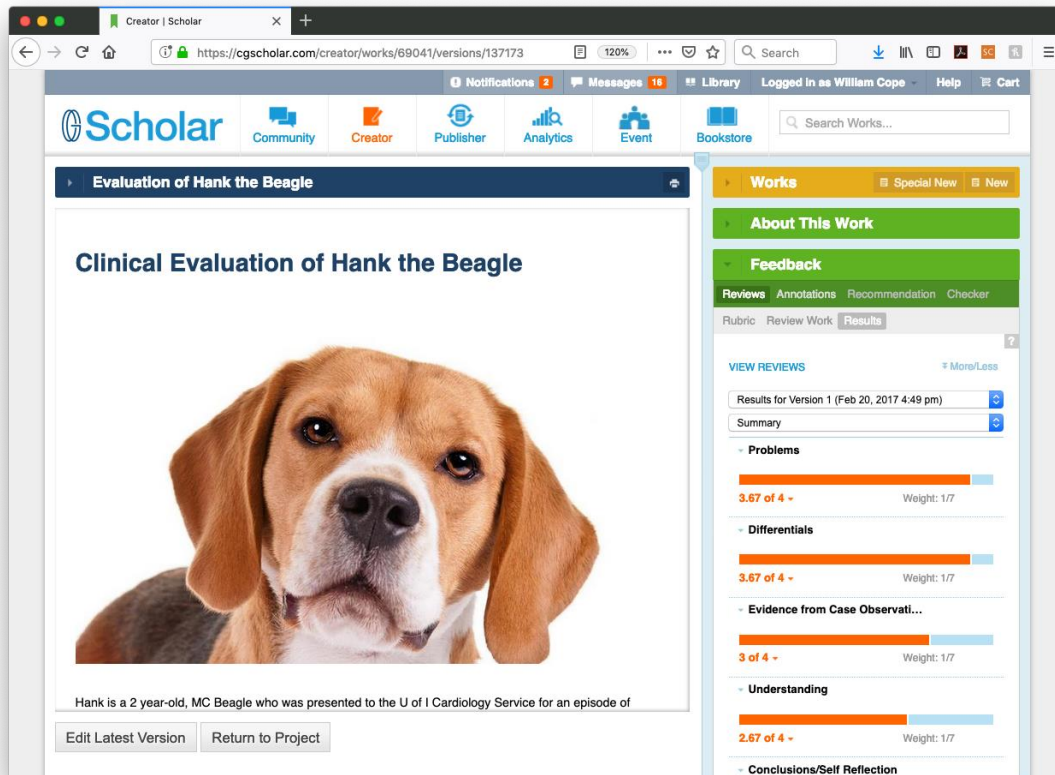 Creator | Scholar
https://cgscholar.com/creator/works/69041/versions/137173
120%
Search
Notifications 2
Messages 16
Library
Logged in as William Cope
Help
Cart
Scholar
Community
Creator
Publisher
Analytics
Event
Bookstore
Search Works...
Evaluation of Hank the Beagle
Clinical Evaluation of Hank the Beagle
Hank is a 2 year-old, MC Beagle who was presented to the U of I Cardiology Service for an episode of
Edit Latest Version
Return to Project
Works
Special New
New
About This Work
Feedback
Reviews Annotations Recommendation Checker
Rubric Review Work Results
?
VIEW REVIEWS
More/Less
Results for Version 1 (Feb 20, 2017 4:49 pm)
Summary
Problems
3.67 of 4
Weight: 1/7
Differentials
3.67 of 4
Weight: 1/7
Evidence from Case Observati...
3 of 4
Weight: 1/7
Understanding
2.67 of 4
Weight: 1/7
Conclusions/Self Reflection